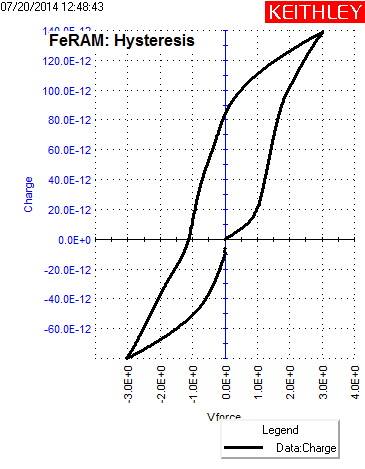 07/20/2014 12:48:43
KEITHLEY
FeRAM: Hysteresis
140.0E-12
120.0E-12
100.0E-12
80.0E-12
60.0E-12
40.0E-12
20.0E-12
0.0E+0
-20.0E-12
-40.0E-12
-60.0E-12
Charge
-3.0E+0
-2.0E+0
-1.0E+0
0.0E+0
1.0E+0
2.0E+0
3.0E+0
4.0E+0
Vforce
Legend
Data:Charge